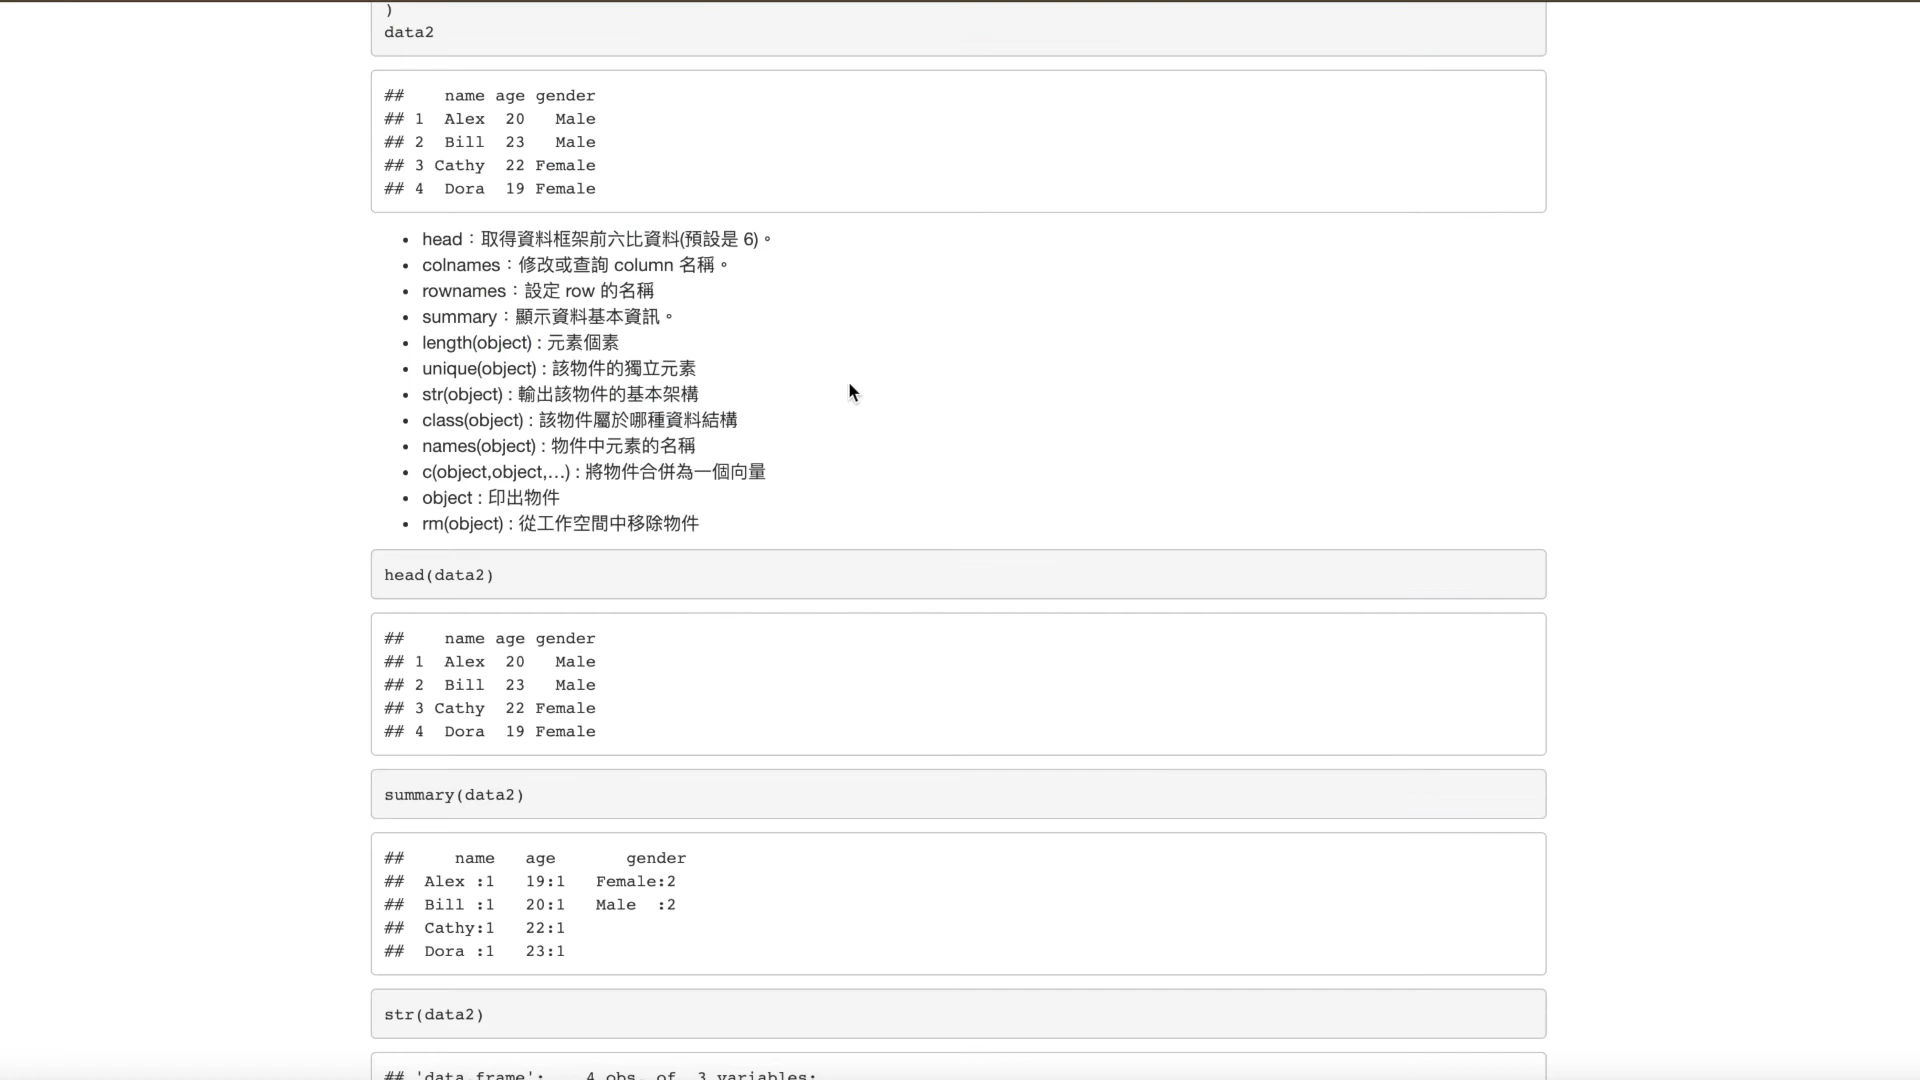 )
data2
##    name age gender
## 1  Alex  20   Male
## 2  Bill  23   Male
## 3 Cathy  22 Female
## 4  Dora  19 Female
• head：取得資料框架前六比資料(預設是 6)。
• colnames：修改或查詢 column 名稱。
• rownames：設定 row 的名稱
• summary：顯示資料基本資訊。
• length(object) : 元素個素
• unique(object) : 該物件的獨立元素
• str(object) : 輸出該物件的基本架構
• class(object) : 該物件屬於哪種資料結構
• names(object) : 物件中元素的名稱
• c(object,object,…) : 將物件合併為一個向量
• object : 印出物件
• rm(object) : 從工作空間中移除物件
head(data2)
##    name age gender
## 1  Alex  20   Male
## 2  Bill  23   Male
## 3 Cathy  22 Female
## 4  Dora  19 Female
summary(data2)
##     name   age       gender
##  Alex :1   19:1   Female:2
##  Bill :1   20:1   Male  :2
##  Cathy:1   22:1
##  Dora :1   23:1
str(data2)
## 'data.frame':    4 obs. of  3 variables: